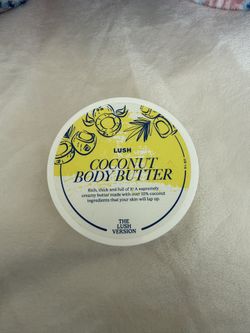 LUSH
COCONUT
BODY BUTTER
Rich, thick and full of it! A supremely
creamy butter made with over 55% coconut
ingredients that your skin will lap up.
THE
LUSH
VERSION